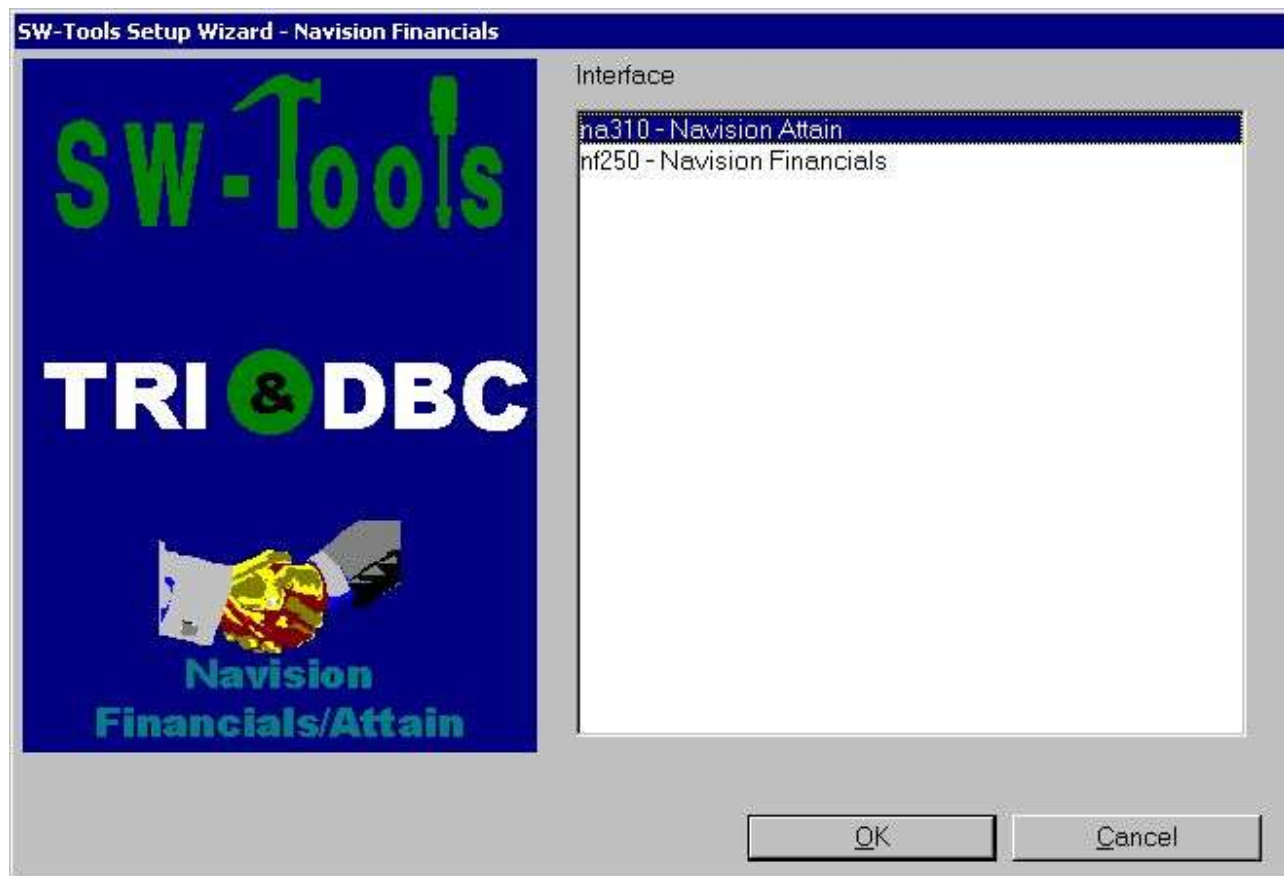 SW-Tools Setup Wizard - Navision Financials
SW-Tools
TRI & DBC
Navision
Financials/Attain
Interface
na310 - Navision Attain
nf250 - Navision Financials
OK
Cancel